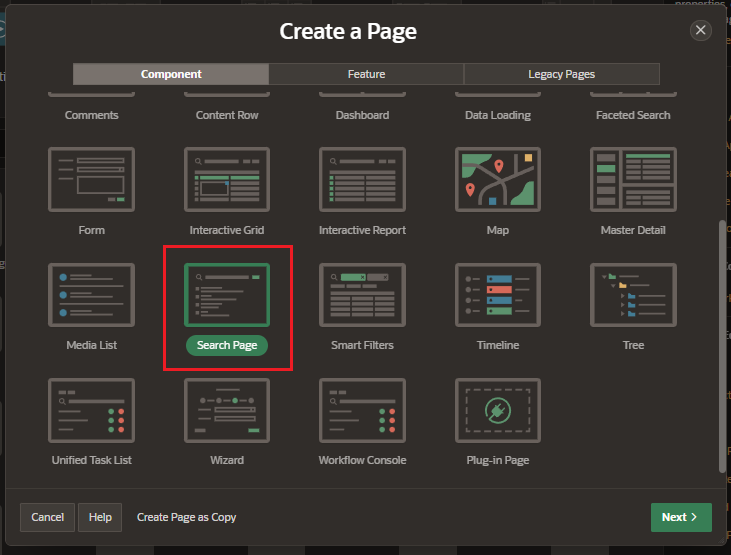 properties
Create a Page
Component Feature Legacy Pages
Comments Content Row Dashboard Data Loading Faceted Search
Form Interactive Grid Interactive Report Map Master Detail
Media List Search Page Smart Filters Timeline Tree
Unified Task List Wizard Workflow Console Plug-in Page
Cancel Help Create Page as Copy Next